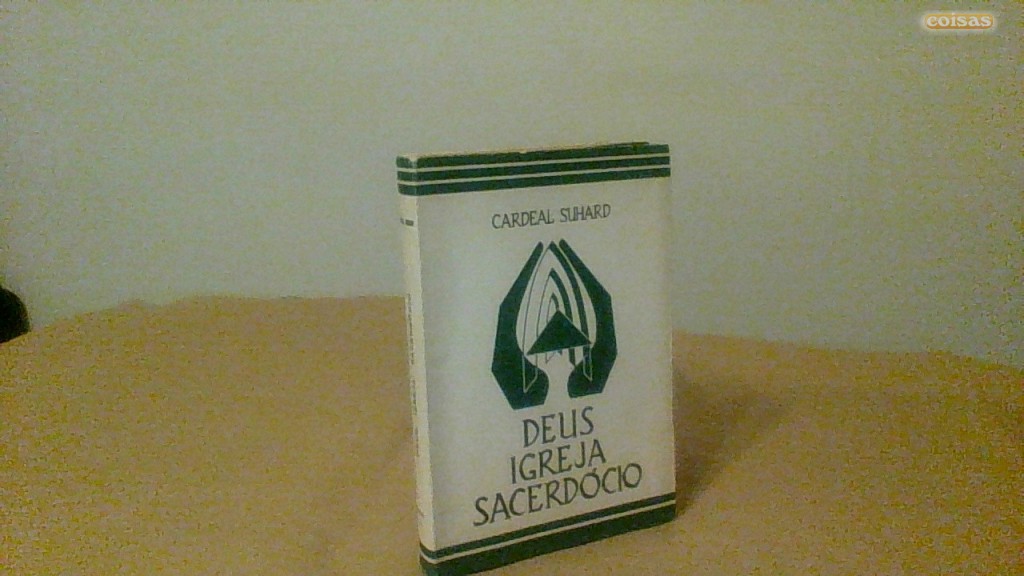 coisas
CARDEAL SUHARD
DEUS
IGREJA
SACERDÓCIO